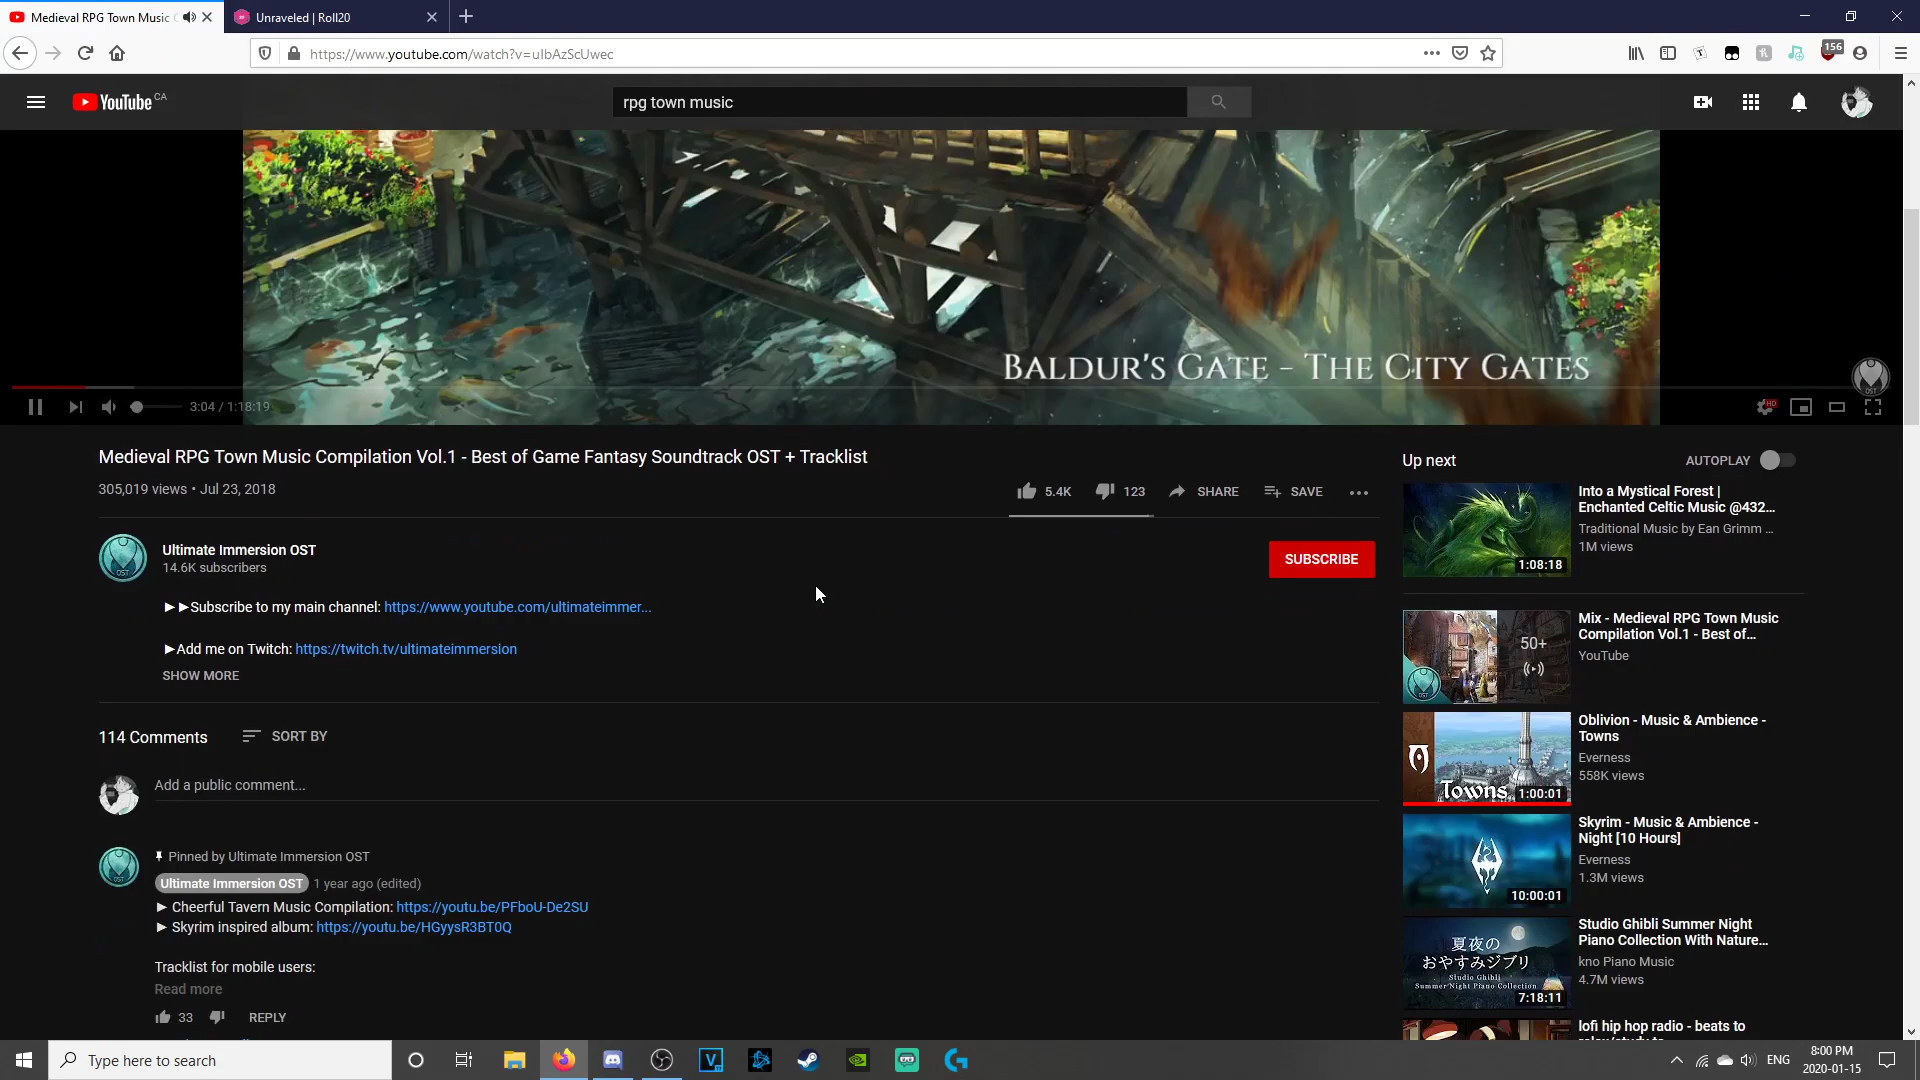 Medieval RPG Town Music C
Unraveled | Roll20
https://www.youtube.com/watch?v=uIbAzScUwec
156
YouTube CA
rpg town music
BALDUR'S GATE - THE CITY GATES
OST
3:04 / 1:18:19
HD
Medieval RPG Town Music Compilation Vol.1 - Best of Game Fantasy Soundtrack OST + Tracklist
305,019 views • Jul 23, 2018
5.4K
123
SHARE
SAVE
Ultimate Immersion OST
14.6K subscribers
SUBSCRIBE
►►Subscribe to my main channel: https://www.youtube.com/ultimateimmer...
►Add me on Twitch: https://twitch.tv/ultimateimmersion
SHOW MORE
114 Comments
SORT BY
Add a public comment...
Pinned by Ultimate Immersion OST
Ultimate Immersion OST 1 year ago (edited)
► Cheerful Tavern Music Compilation: https://youtu.be/PFboU-De2SU
► Skyrim inspired album: https://youtu.be/HGyysR3BT0Q
Tracklist for mobile users:
Read more
33
REPLY
Up next
AUTOPLAY
1:08:18
Into a Mystical Forest |
Enchanted Celtic Music @432...
Traditional Music by Ean Grimm ...
1M views
50+
Mix - Medieval RPG Town Music
Compilation Vol.1 - Best of...
YouTube
Towns
1:00:01
Oblivion - Music & Ambience -
Towns
Everness
558K views
10:00:01
Skyrim - Music & Ambience -
Night [10 Hours]
Everness
1.3M views
夏夜の
おやすみジブリ
Studio Ghibli
Summer Night Piano Collection
7:18:11
Studio Ghibli Summer Night
Piano Collection With Nature...
kno Piano Music
4.7M views
lofi hip hop radio - beats to
Type here to search
ENG
8:00 PM
2020-01-15